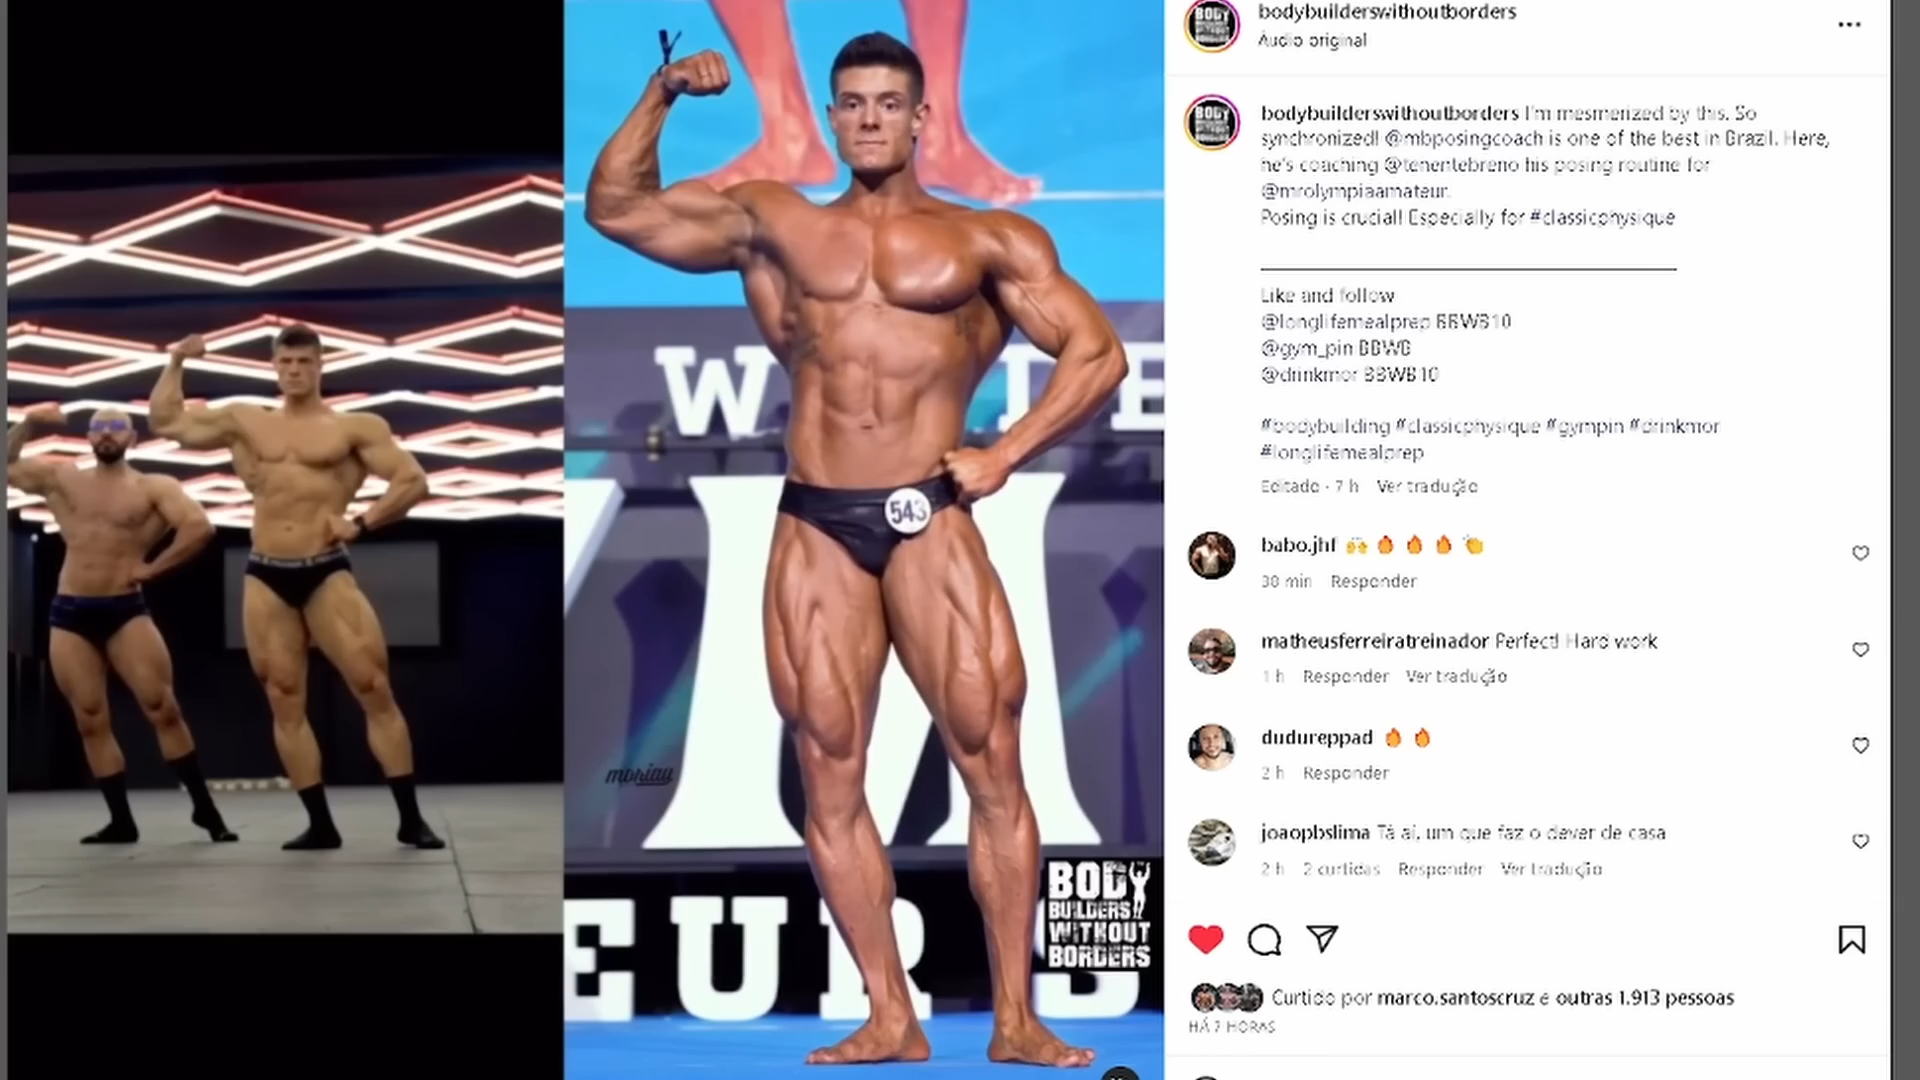 bodybuilderswithoutborders
Áudio original
bodybuilderswithoutborders I'm mesmerized by this. So
synchronized! @mbposingcoach is one of the best in Brazil. Here,
he's coaching @tenentebreno his posing routine for
@mrolympiaamateur.
Posing is crucial! Especially for #classicphysique
Like and follow
@longlifemealprep BBWB10
@gym_pin BBWB
@drinkmor BBWB10
#bodybuilding #classicphysique #gympin #drinkmor
#longlifemealprep
Editado · 7 h Ver tradução
babo.jhf 🙌 🔥 🔥 🔥 👏
38 min Responder
matheusferreiratreinador Perfect! Hard work
1 h Responder Ver tradução
dudureppad 🔥 🔥
2 h Responder
joaopbslima Tá aí, um que faz o dever de casa
2 h 2 curtidas Responder Ver tradução
Curtido por marco.santoscruz e outras 1.913 pessoas
HÁ 7 HORAS
543
W
EUR S
BODY
BUILDERS
WITHOUT
BORDERS